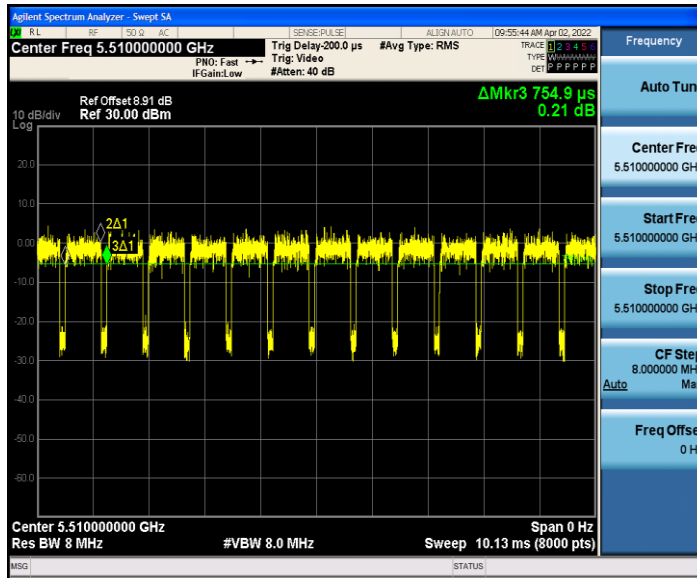 Agilent Spectrum Analyzer - Swept SA
RL RF 50 Ω AC SENSE:PULSE ALIGN AUTO 09:55:44 AM Apr 02, 2022
Center Freq 5.510000000 GHz
PNO: Fast
IFGain:Low
Trig Delay-200.0 µs
Trig: Video
#Atten: 40 dB
#Avg Type: RMS
TRACE 1 2 3 4 5 6
TYPE W
DET P P P P P P
Frequency
ΔMkr3 754.9 µs
0.21 dB
Ref Offset 8.91 dB
10 dB/div Ref 30.00 dBm
Log
20.0
10.0
0.00
-10.0
-20.0
-30.0
-40.0
-50.0
-60.0
2Δ1
3Δ1
Center 5.510000000 GHz Span 0 Hz
Res BW 8 MHz #VBW 8.0 MHz Sweep 10.13 ms (8000 pts)
MSG STATUS
Auto Tun
Center Fre
5.510000000 GH
Start Fre
5.510000000 GH
Stop Fre
5.510000000 GH
CF Ste
8.000000 MH
Auto Ma
Freq Offse
0 H